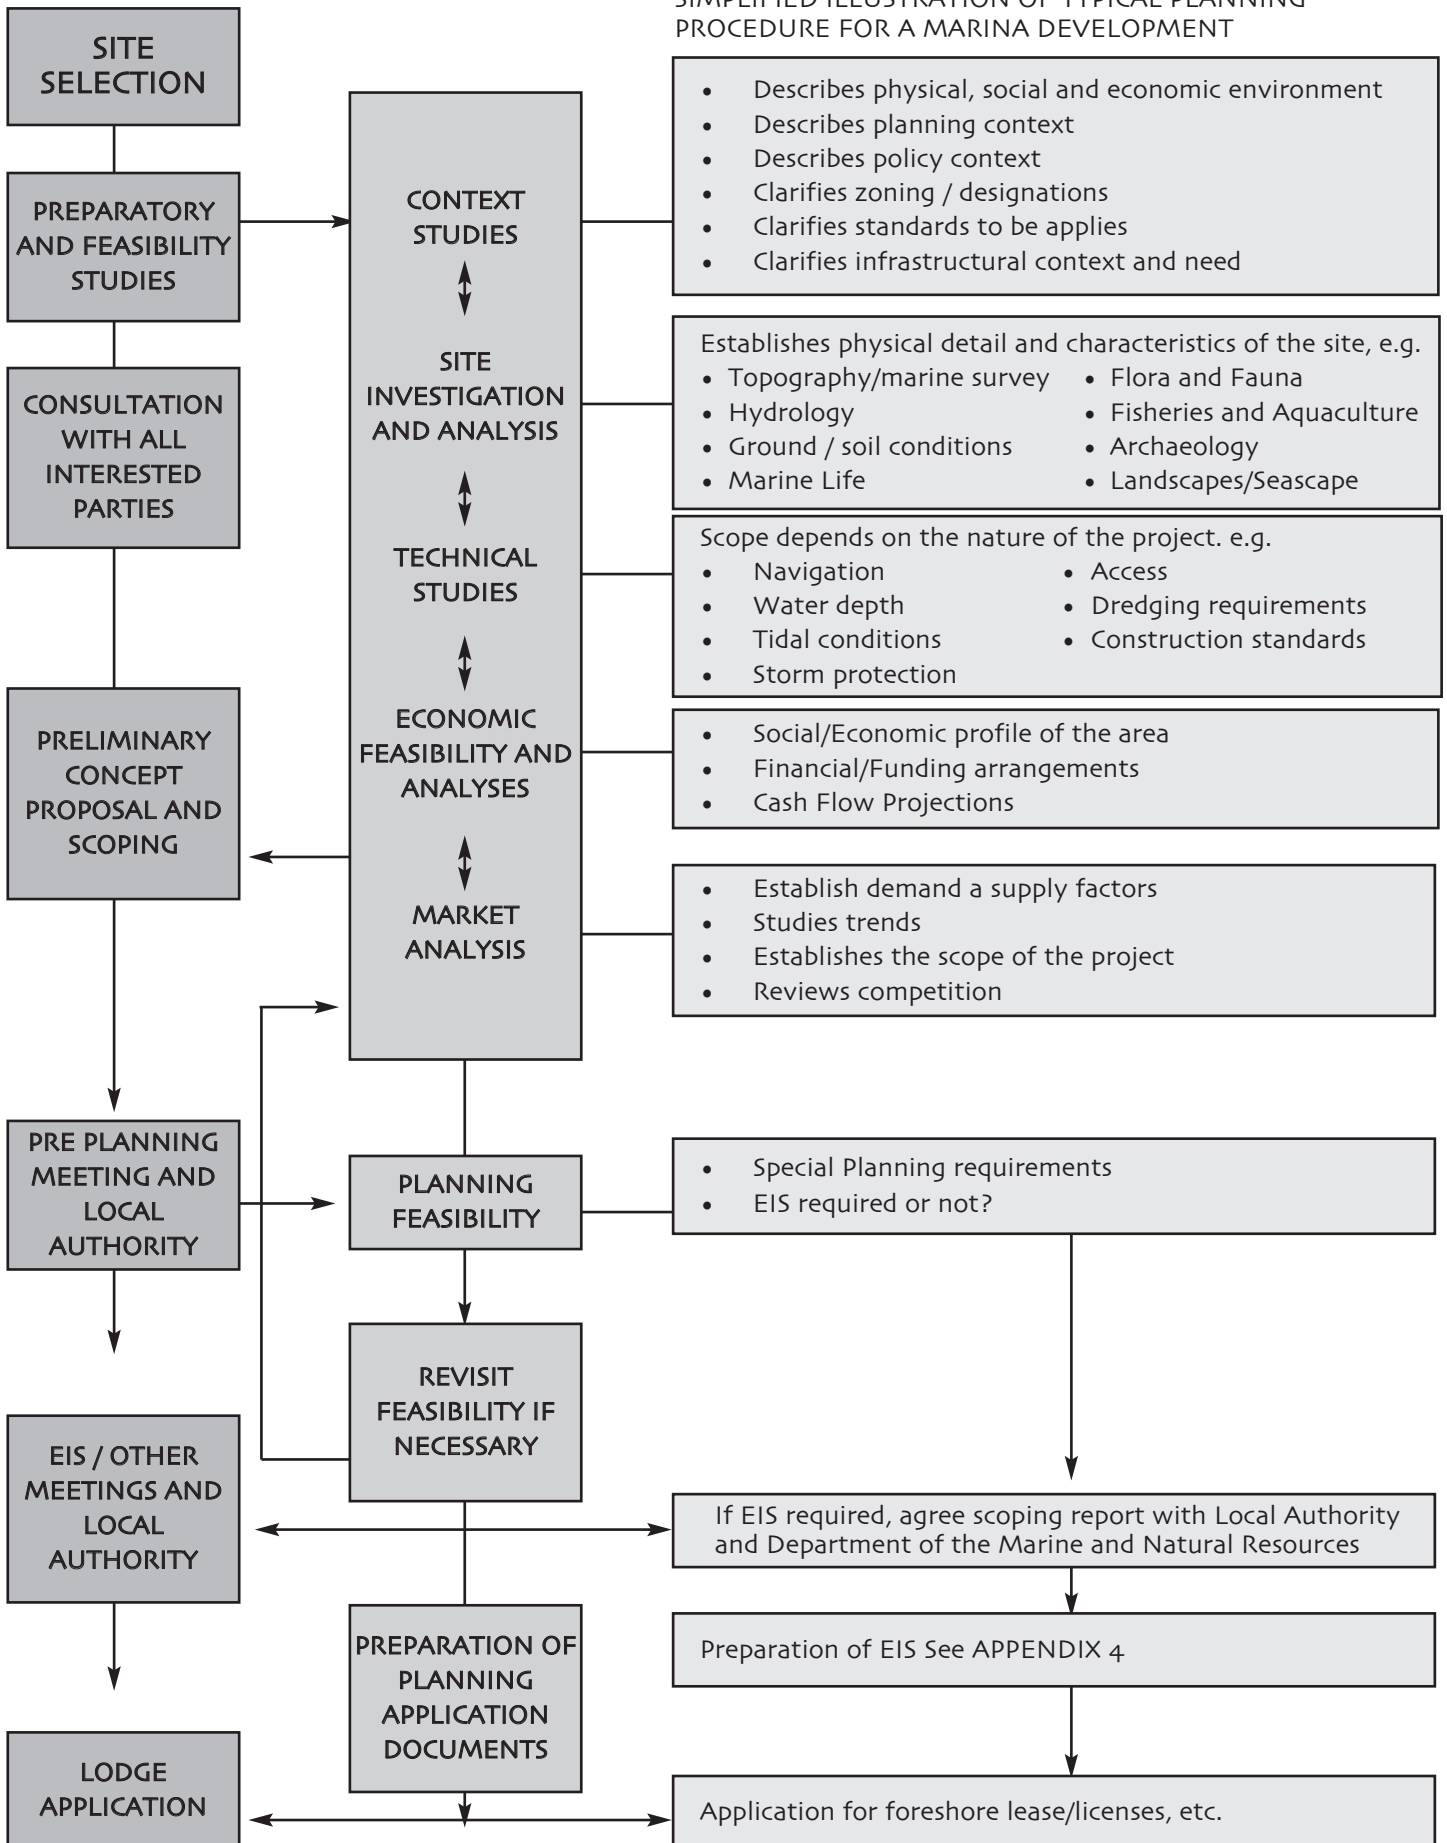 SIMPLIFIED ILLUSTRATION OF TYPICAL PLANNING
PROCEDURE FOR A MARINA DEVELOPMENT
SITE
SELECTION
PREPARATORY
AND FEASIBILITY
STUDIES
CONSULTATION
WITH ALL
INTERESTED
PARTIES
PRELIMINARY
CONCEPT
PROPOSAL AND
SCOPING
PRE PLANNING
MEETING AND
LOCAL
AUTHORITY
EIS / OTHER
MEETINGS AND
LOCAL
AUTHORITY
LODGE
APPLICATION
CONTEXT
STUDIES
SITE
INVESTIGATION
AND ANALYSIS
TECHNICAL
STUDIES
ECONOMIC
FEASIBILITY AND
ANALYSES
MARKET
ANALYSIS
PLANNING
FEASIBILITY
REVISIT
FEASIBILITY IF
NECESSARY
PREPARATION OF
PLANNING
APPLICATION
DOCUMENTS
• Describes physical, social and economic environment
• Describes planning context
• Describes policy context
• Clarifies zoning / designations
• Clarifies standards to be applies
• Clarifies infrastructural context and need
Establishes physical detail and characteristics of the site, e.g.
• Topography/marine survey
• Hydrology
• Ground / soil conditions
• Marine Life
• Flora and Fauna
• Fisheries and Aquaculture
• Archaeology
• Landscapes/Seascape
Scope depends on the nature of the project. e.g.
• Navigation
• Water depth
• Tidal conditions
• Storm protection
• Access
• Dredging requirements
• Construction standards
• Social/Economic profile of the area
• Financial/Funding arrangements
• Cash Flow Projections
• Establish demand a supply factors
• Studies trends
• Establishes the scope of the project
• Reviews competition
• Special Planning requirements
• EIS required or not?
If EIS required, agree scoping report with Local Authority
and Department of the Marine and Natural Resources
Preparation of EIS See APPENDIX 4
Application for foreshore lease/licenses, etc.